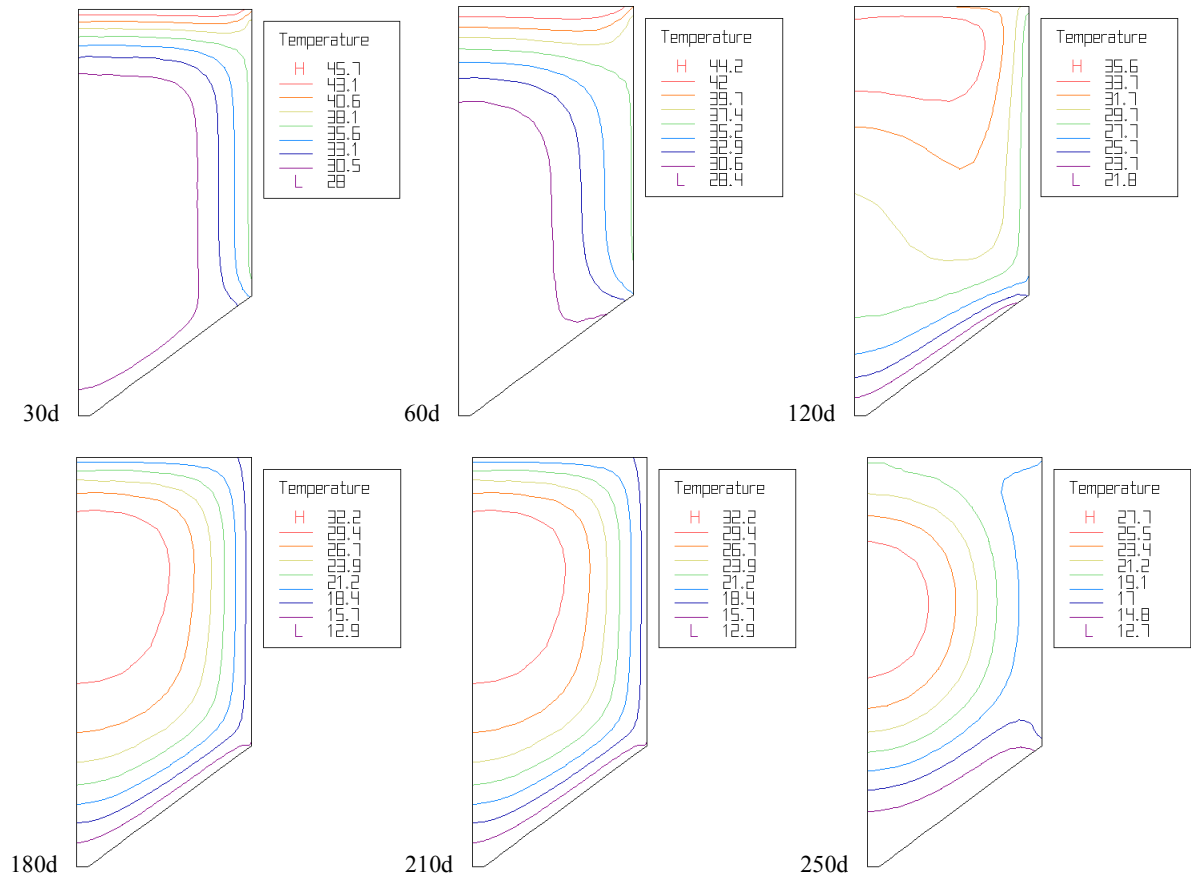 Temperature
H 45.7
43.1
40.6
38.1
35.6
33.1
30.5
L 28
30d
Temperature
H 44.2
42
39.7
37.4
35.2
32.9
30.6
L 28.4
60d
Temperature
H 35.6
33.7
31.7
29.7
27.7
25.7
23.7
L 21.8
120d
Temperature
H 32.2
29.4
26.7
23.9
21.2
18.4
15.7
L 12.9
180d
Temperature
H 32.2
29.4
26.7
23.9
21.2
18.4
15.7
L 12.9
210d
Temperature
H 27.7
25.5
23.4
21.2
19.1
17
14.8
L 12.7
250d